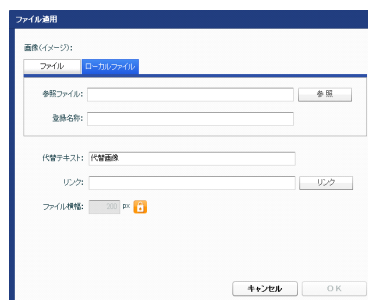 ファイル適用
画像(イメージ):
ファイル ローカルファイル
参照ファイル: 参照
登録名称:
代替テキスト: 代替画像
リンク: リンク
ファイル横幅: 200 px
キャンセル OK